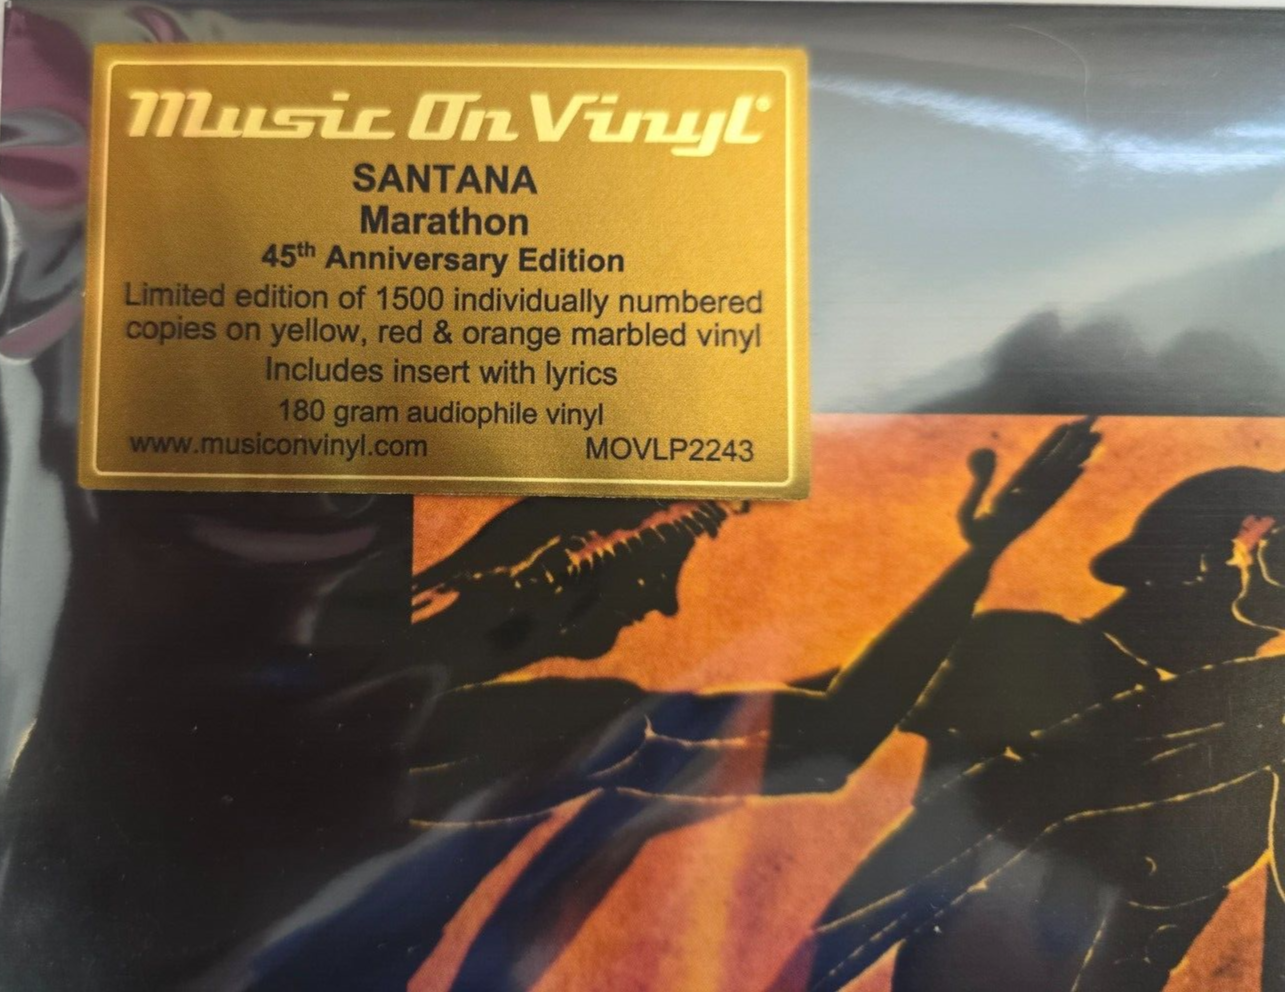 Music On Vinyl®
SANTANA
Marathon
45th Anniversary Edition
Limited edition of 1500 individually numbered
copies on yellow, red & orange marbled vinyl
Includes insert with lyrics
180 gram audiophile vinyl
www.musiconvinyl.com MOVLP2243